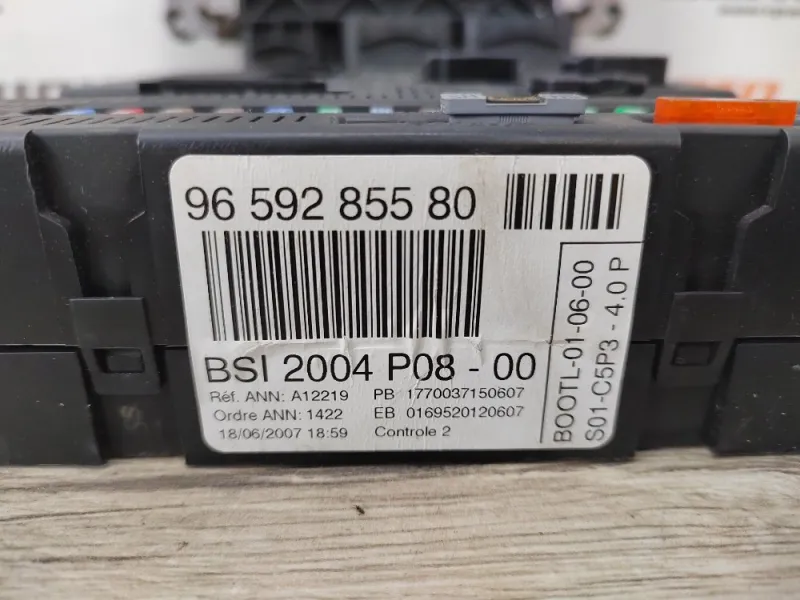 96 592 855 80
BSI 2004 P08 - 00
Réf. ANN: A12219 PB 1770037150607
Ordre ANN: 1422 EB 0169520120607
18/06/2007 18:59 Controle 2
BOOTL-01-06-00
S01-C5P3 - 4.0 P